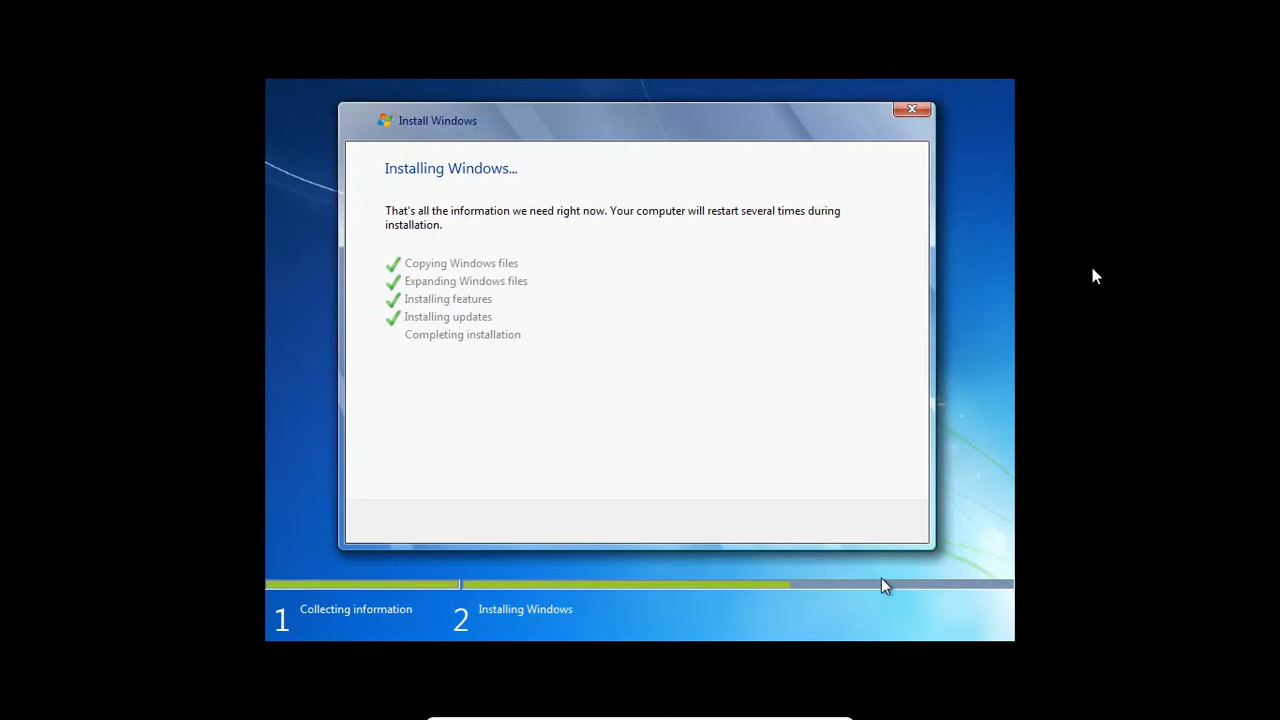 Install Windows
Installing Windows...
That's all the information we need right now. Your computer will restart several times during
installation.
Copying Windows files
Expanding Windows files
Installing features
Installing updates
Completing installation
1 Collecting information
2 Installing Windows